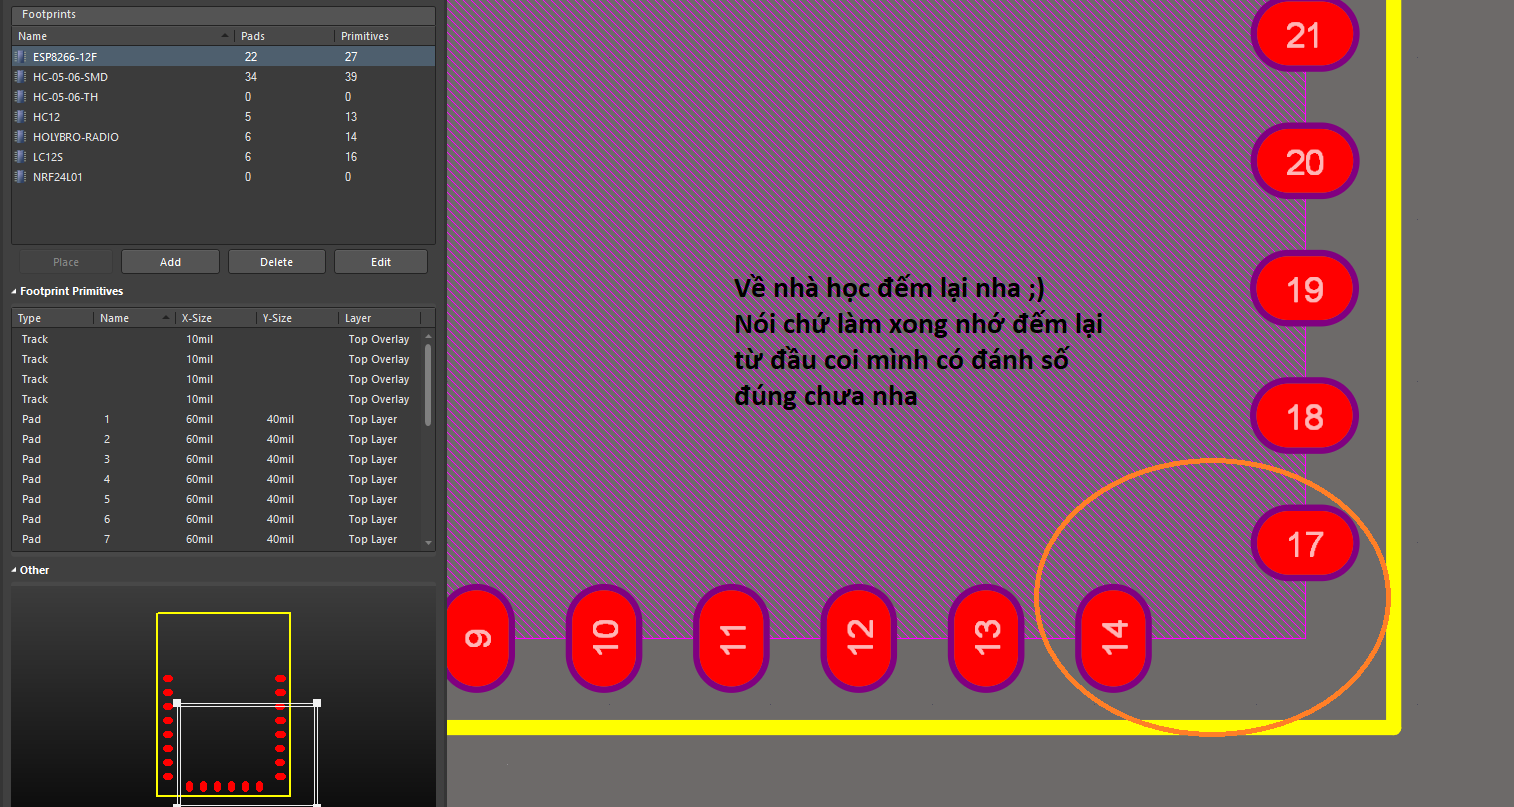 Footprints
Name Pads Primitives
ESP8266-12F 22 27
HC-05-06-SMD 34 39
HC-05-06-TH 0 0
HC12 5 13
HOLYBRO-RADIO 6 14
LC12S 6 16
NRF24L01 0 0
Place Add Delete Edit
Footprint Primitives
Type Name X-Size Y-Size Layer
Track 10mil Top Overlay
Track 10mil Top Overlay
Track 10mil Top Overlay
Track 10mil Top Overlay
Pad 1 60mil 40mil Top Layer
Pad 2 60mil 40mil Top Layer
Pad 3 60mil 40mil Top Layer
Pad 4 60mil 40mil Top Layer
Pad 5 60mil 40mil Top Layer
Pad 6 60mil 40mil Top Layer
Pad 7 60mil 40mil Top Layer
Other
Về nhà học đếm lại nha ;)
Nói chứ làm xong nhớ đếm lại
từ đầu coi mình có đánh số
đúng chưa nha
21
20
19
18
17
9 10 11 12 13 14